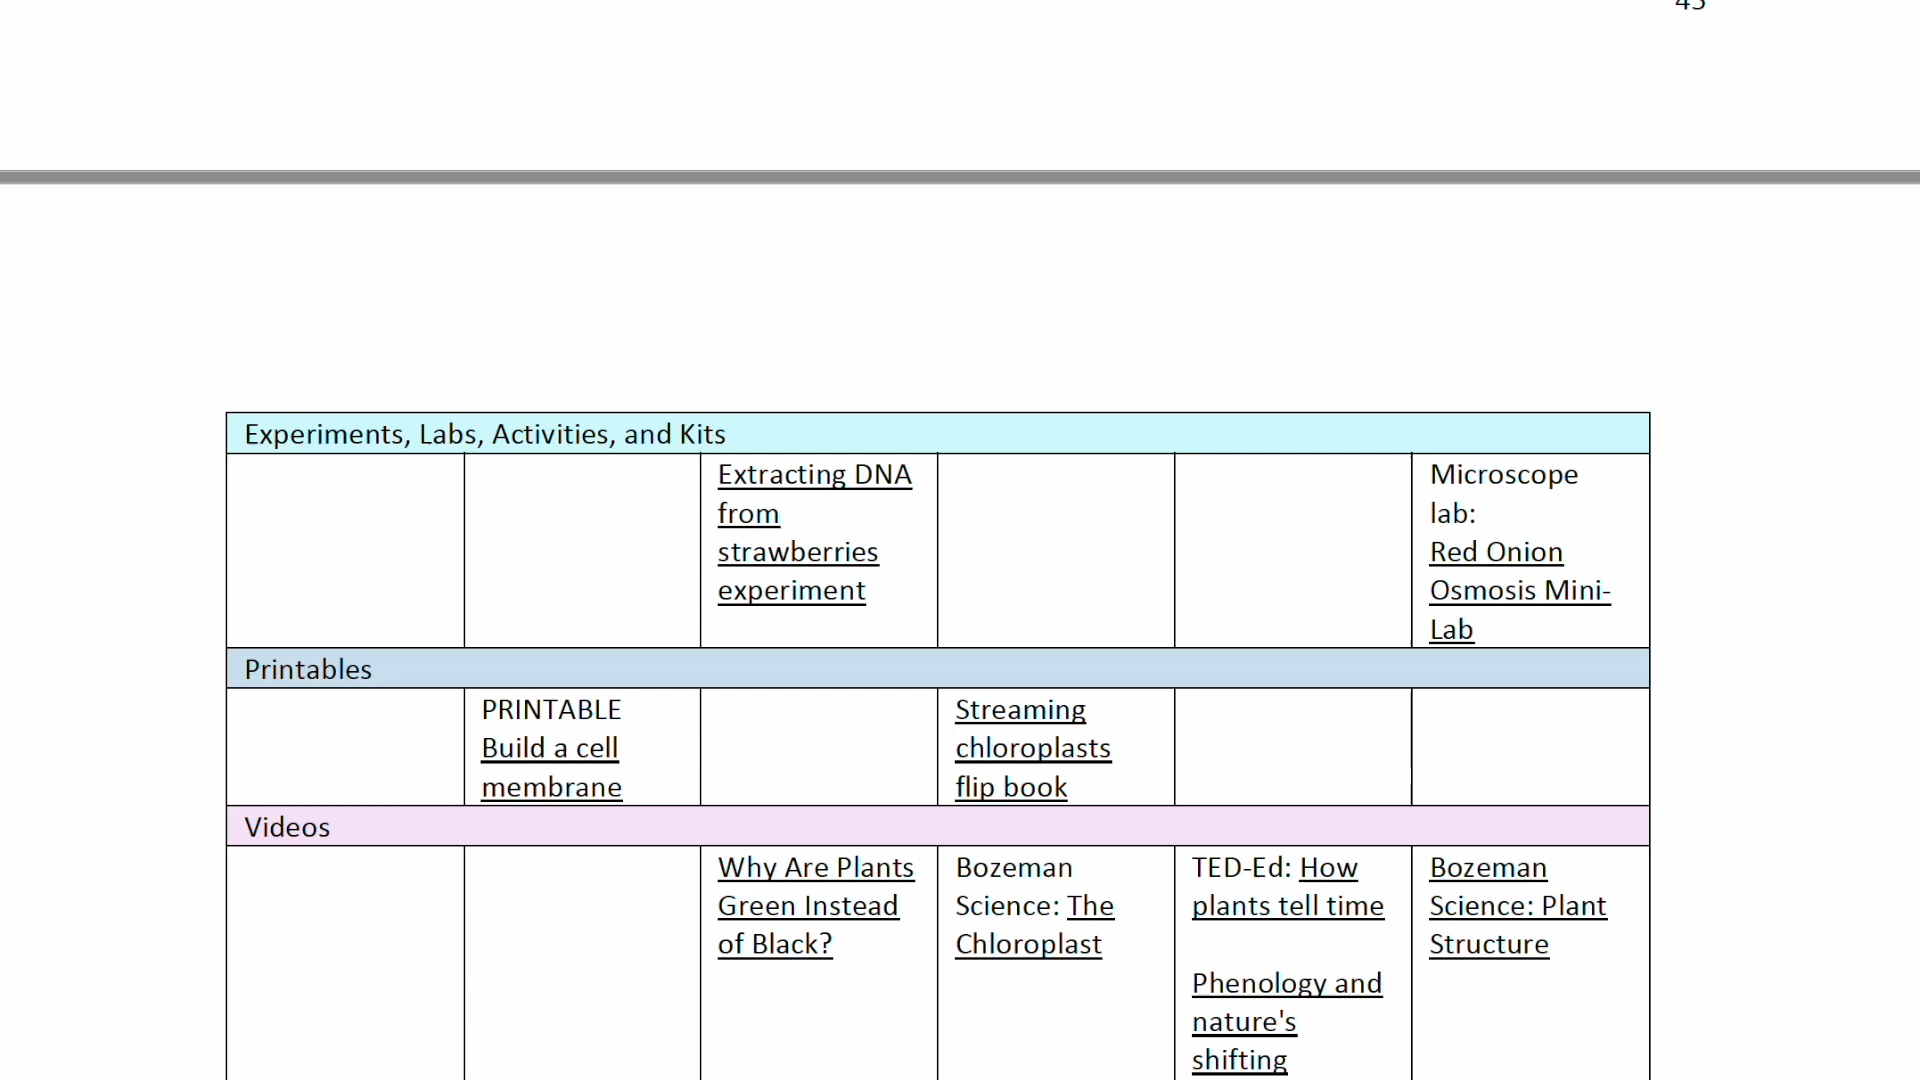 45
Experiments, Labs, Activities, and Kits
Extracting DNA
from
strawberries
experiment
Microscope
lab:
Red Onion
Osmosis Mini-
Lab
Printables
PRINTABLE
Build a cell
membrane
Streaming
chloroplasts
flip book
Videos
Why Are Plants
Green Instead
of Black?
Bozeman
Science: The
Chloroplast
TED-Ed: How
plants tell time
Phenology and
nature's
shifting
Bozeman
Science: Plant
Structure